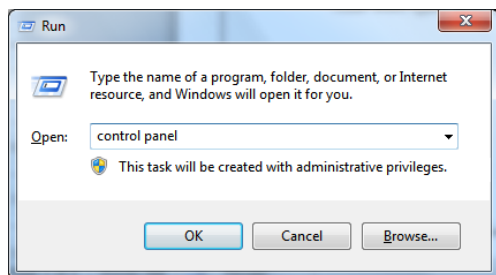 Run
Type the name of a program, folder, document, or Internet
resource, and Windows will open it for you.
Open: control panel
This task will be created with administrative privileges.
OK Cancel Browse...